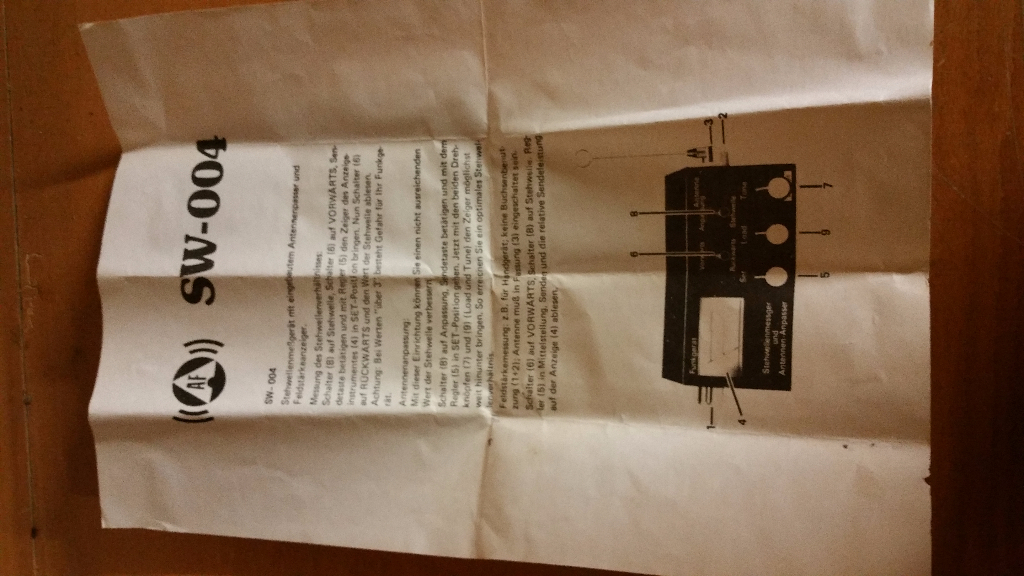 AF SW-004
SW- 004
Stehwellenmeßgerät mit eingebautem Antennenpasser und
Feldstärkeanzeiger.
Messung des Stehwellenverhältnisses:
Schalter (8) auf Stehwelle, Schalter (6) auf VORWÄRTS, Sen-
detaste betätigen und mit Regler (5) den Zeiger des Anzeige-
instrumentes (4) in SET-Position bringen. Nun Schalter (6)
auf RÜCKWÄRTS und den Wert der Stehwelle ablesen.
Achtung: Bei Werten "über 3" besteht Gefahr für Ihr Funkge-
rät.
Antennenanpassung:
Mit dieser Einrichtung können Sie einen nicht ausreichenden
Wert der Stehwelle verbessern.
Schalter (8) auf Anpassung, Sendetaste betätigen und mit dem
Regler (5) in SET-Position gehen. Jetzt mit den beiden Dreh-
knöpfen (7) und (9) (Load und Tune) den Zeiger möglichst
weit hinunter bringen. So erreichen Sie ein optimales Stehwell-
Feldstärkemessung: z.B. für Handgerät, keine Buchsenbenut-
zung (1+2); Antenne muß in Fassung (3) eingeschaltet sein.
Schalter (6) auf VORWÄRTS, Schalter (8) auf Stehwelle, Reg-
ler (5) in Mittelstellung. Senden und die relative Sendeleistung
auf der Anzeige (4) ablesen.
6 8
1 3
2
Funkgerät Vorwärts Antenne
Rückwärts Stehwelle
Set Load Tune
4
Stehwellenmessger
und
Antennen-Anpasser
5 9 7